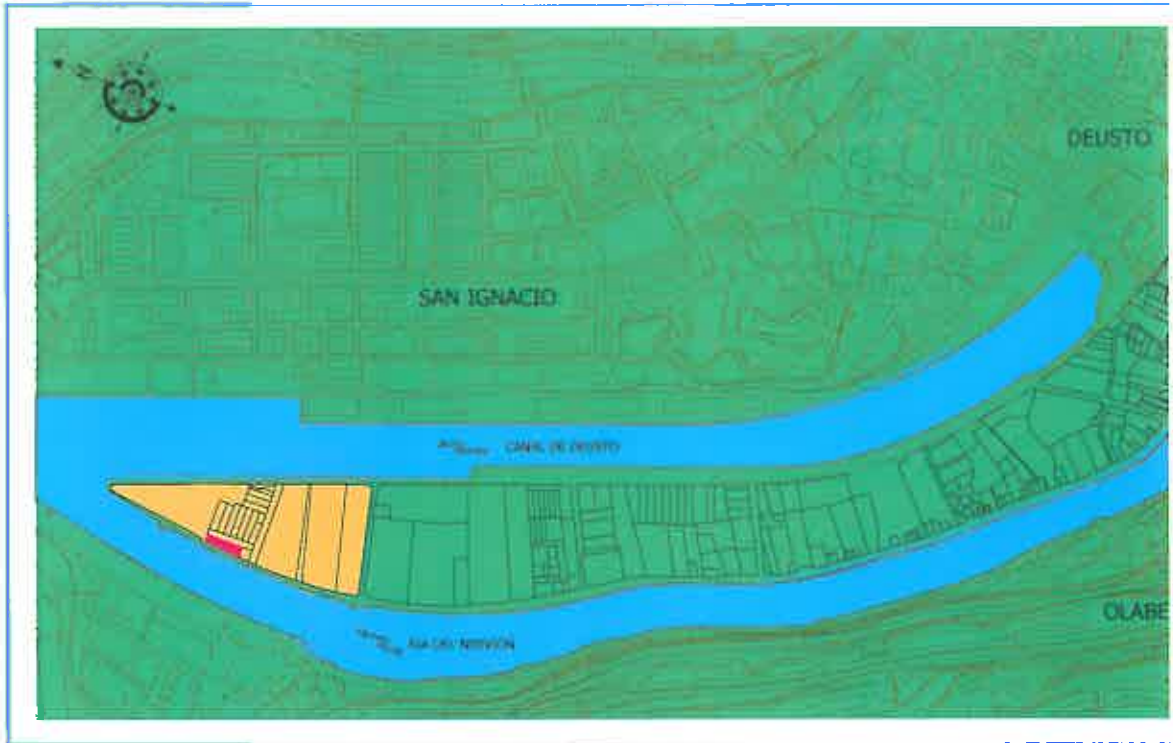 N
DEUSTO
SAN IGNACIO
CANAL DE DEUSTO
OLABE
RIA DEL NERVION